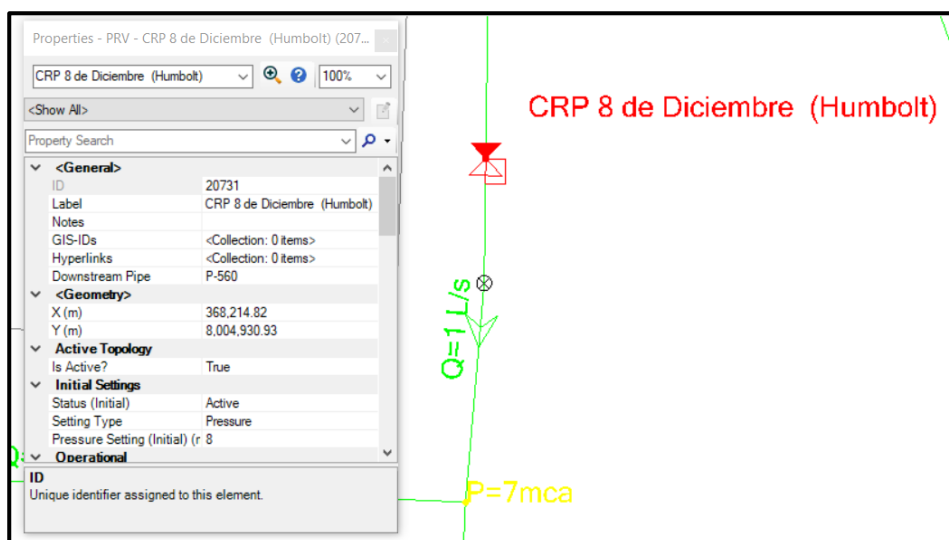 Properties - PRV - CRP 8 de Diciembre (Humbolt) (207...
CRP 8 de Diciembre (Humbolt)
100%
<Show All>
Property Search
<General>
ID 20731
Label CRP 8 de Diciembre (Humbolt)
Notes
GIS-IDs <Collection: 0 items>
Hyperlinks <Collection: 0 items>
Downstream Pipe P-560
<Geometry>
X (m) 368,214.82
Y (m) 8,004,930.93
Active Topology
Is Active? True
Initial Settings
Status (Initial) Active
Setting Type Pressure
Pressure Setting (Initial) (r 8
Operational
ID
Unique identifier assigned to this element.
CRP 8 de Diciembre (Humbolt)
Q=1 L/s
P=7mca